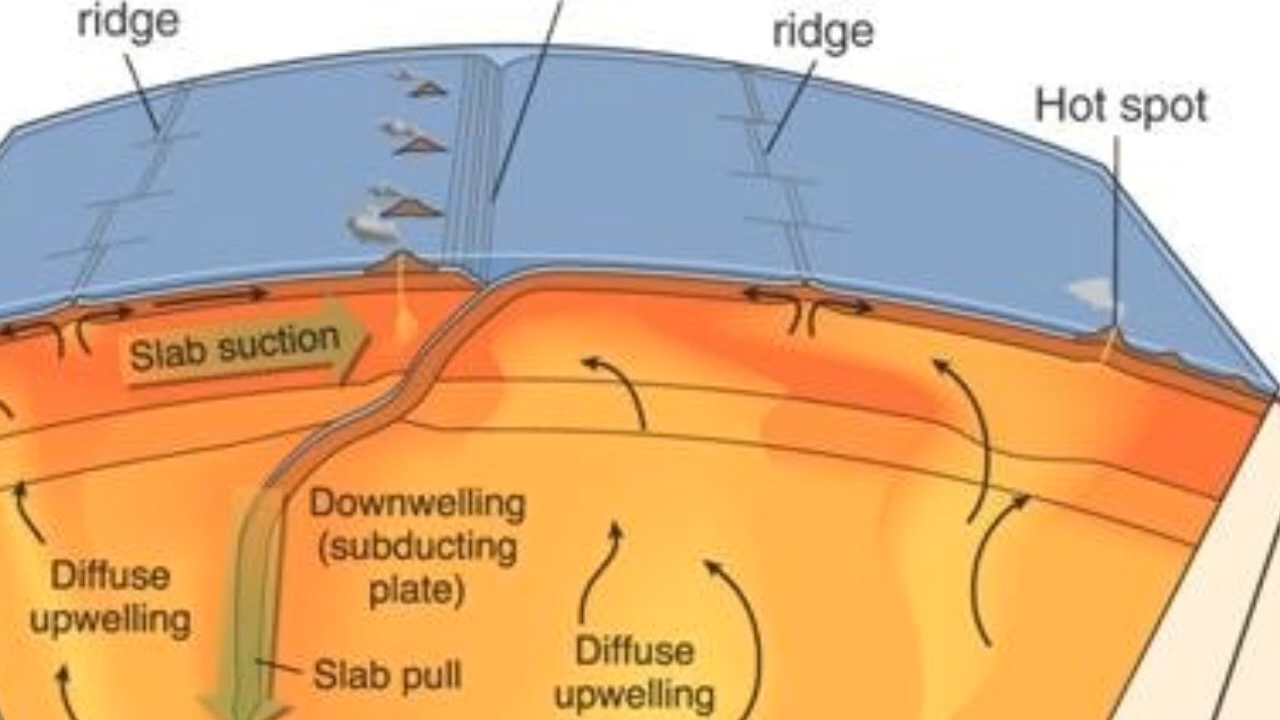 ridge
ridge
Hot spot
Slab suction
Downwelling
(subducting
plate)
Diffuse
upwelling
Slab pull
Diffuse
upwelling